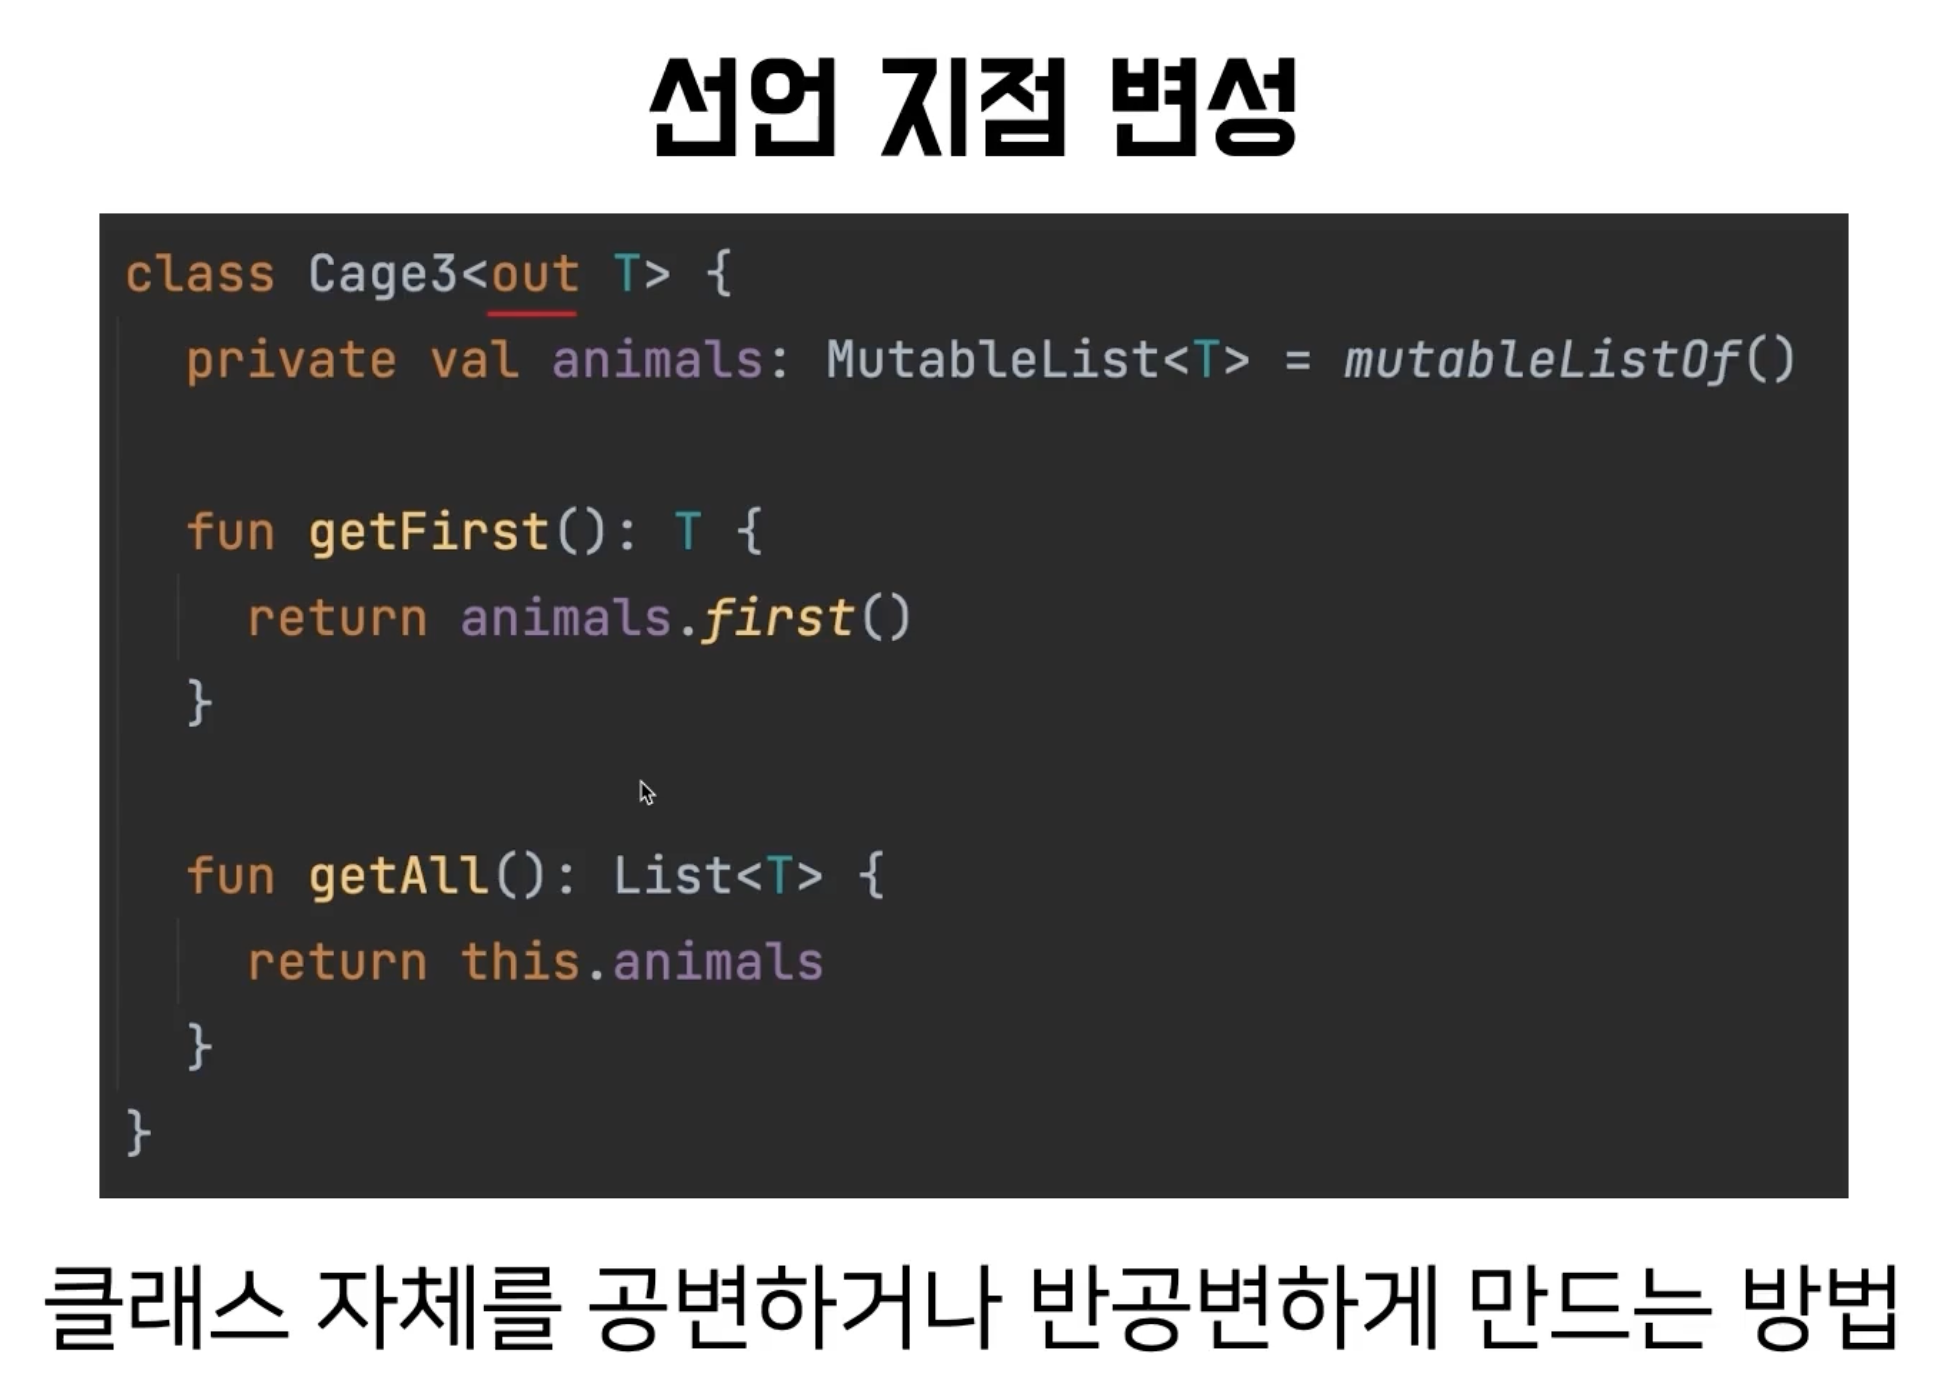 선언 지점 변성
class Cage3<out T> {
private val animals: MutableList<T> = mutableListOf()
fun getFirst(): T {
return animals.first()
}
fun getAll(): List<T> {
return this.animals
}
}
클래스 자체를 공변하거나 반공변하게 만드는 방법